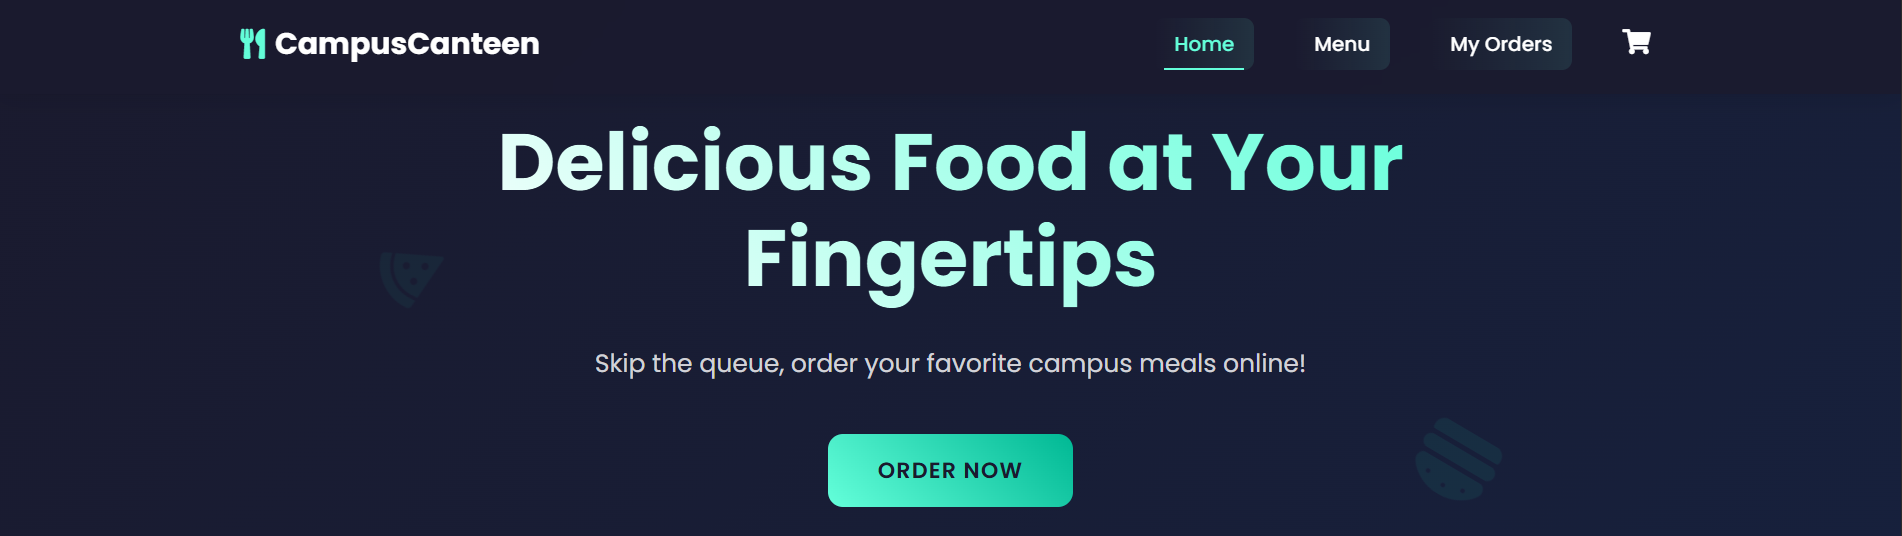 CampusCanteen
Home
Menu
My Orders
Delicious Food at Your
Fingertips
Skip the queue, order your favorite campus meals online!
ORDER NOW